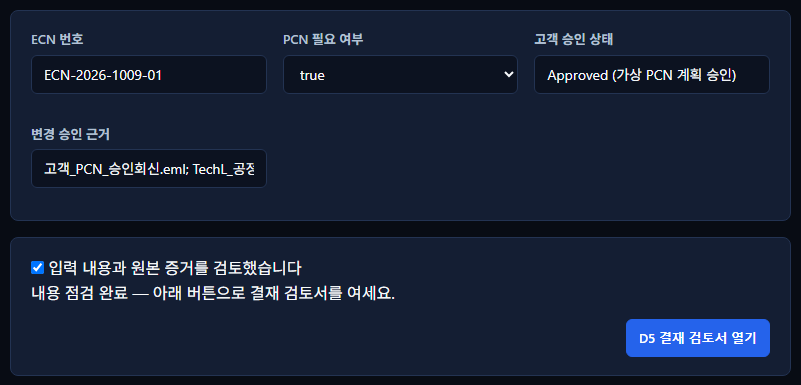 ECN 번호
PCN 필요 여부
고객 승인 상태
ECN-2026-1009-01
true
Approved (가상 PCN 계획 승인)
변경 승인 근거
고객_PCN_승인회신.eml; TechL_공정
입력 내용과 원본 증거를 검토했습니다
내용 점검 완료 — 아래 버튼으로 결재 검토서를 여세요.
D5 결재 검토서 열기